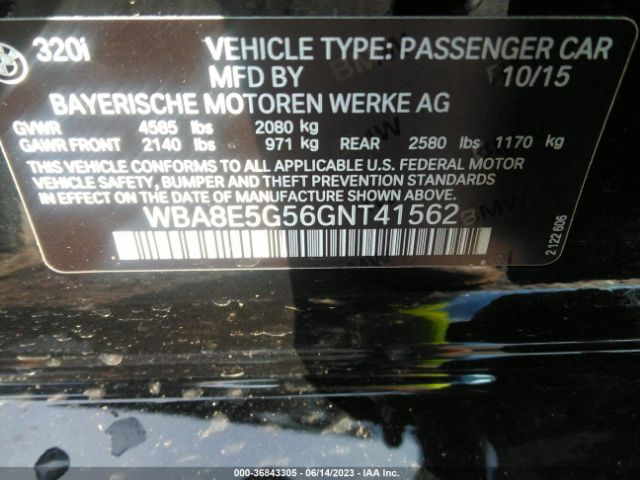 320i VEHICLE TYPE: PASSENGER CAR
MFD BY 10/15
BAYERISCHE MOTOREN WERKE AG
GVWR 4585 lbs 2080 kg
GAWR FRONT 2140 lbs 971 kg REAR 2580 lbs 1170 kg
THIS VEHICLE CONFORMS TO ALL APPLICABLE U.S. FEDERAL MOTOR
VEHICLE SAFETY, BUMPER AND THEFT PREVENTION STANDARDS
IN EFFECT ON THE DATE OF MANUFACTURE SHOWN ABOVE.
WBA8E5G56GNT41562
2 122 606
000-36843305 - 06/14/2023 - IAA Inc.